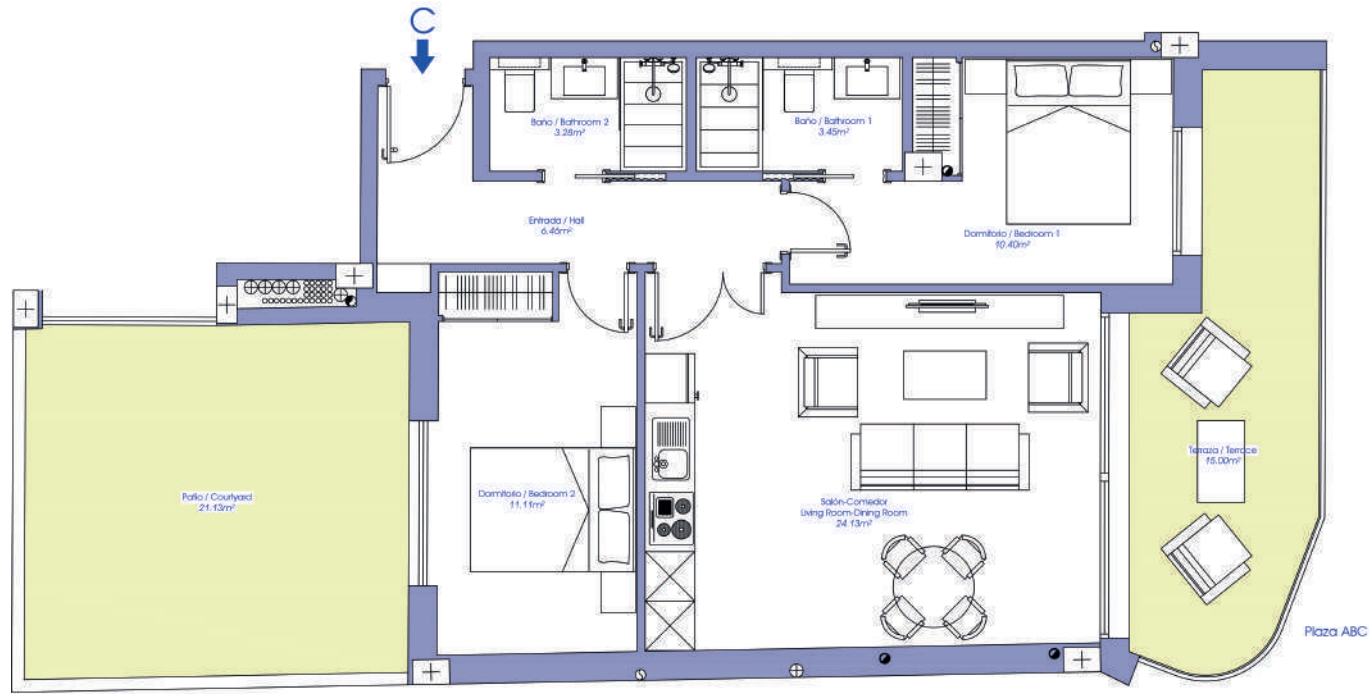 C
Baño / Bathroom 2
3.28m²
Baño / Bathroom 1
3.45m²
Entrada / Hall
6.46m²
Dormitorio / Bedroom 1
10.40m²
Patio / Courtyard
21.13m²
Dormitorio / Bedroom 2
11.11m²
Salón-Comedor
Living Room-Dining Room
24.13m²
Terraza / Terrace
15.00m²
Plaza ABC